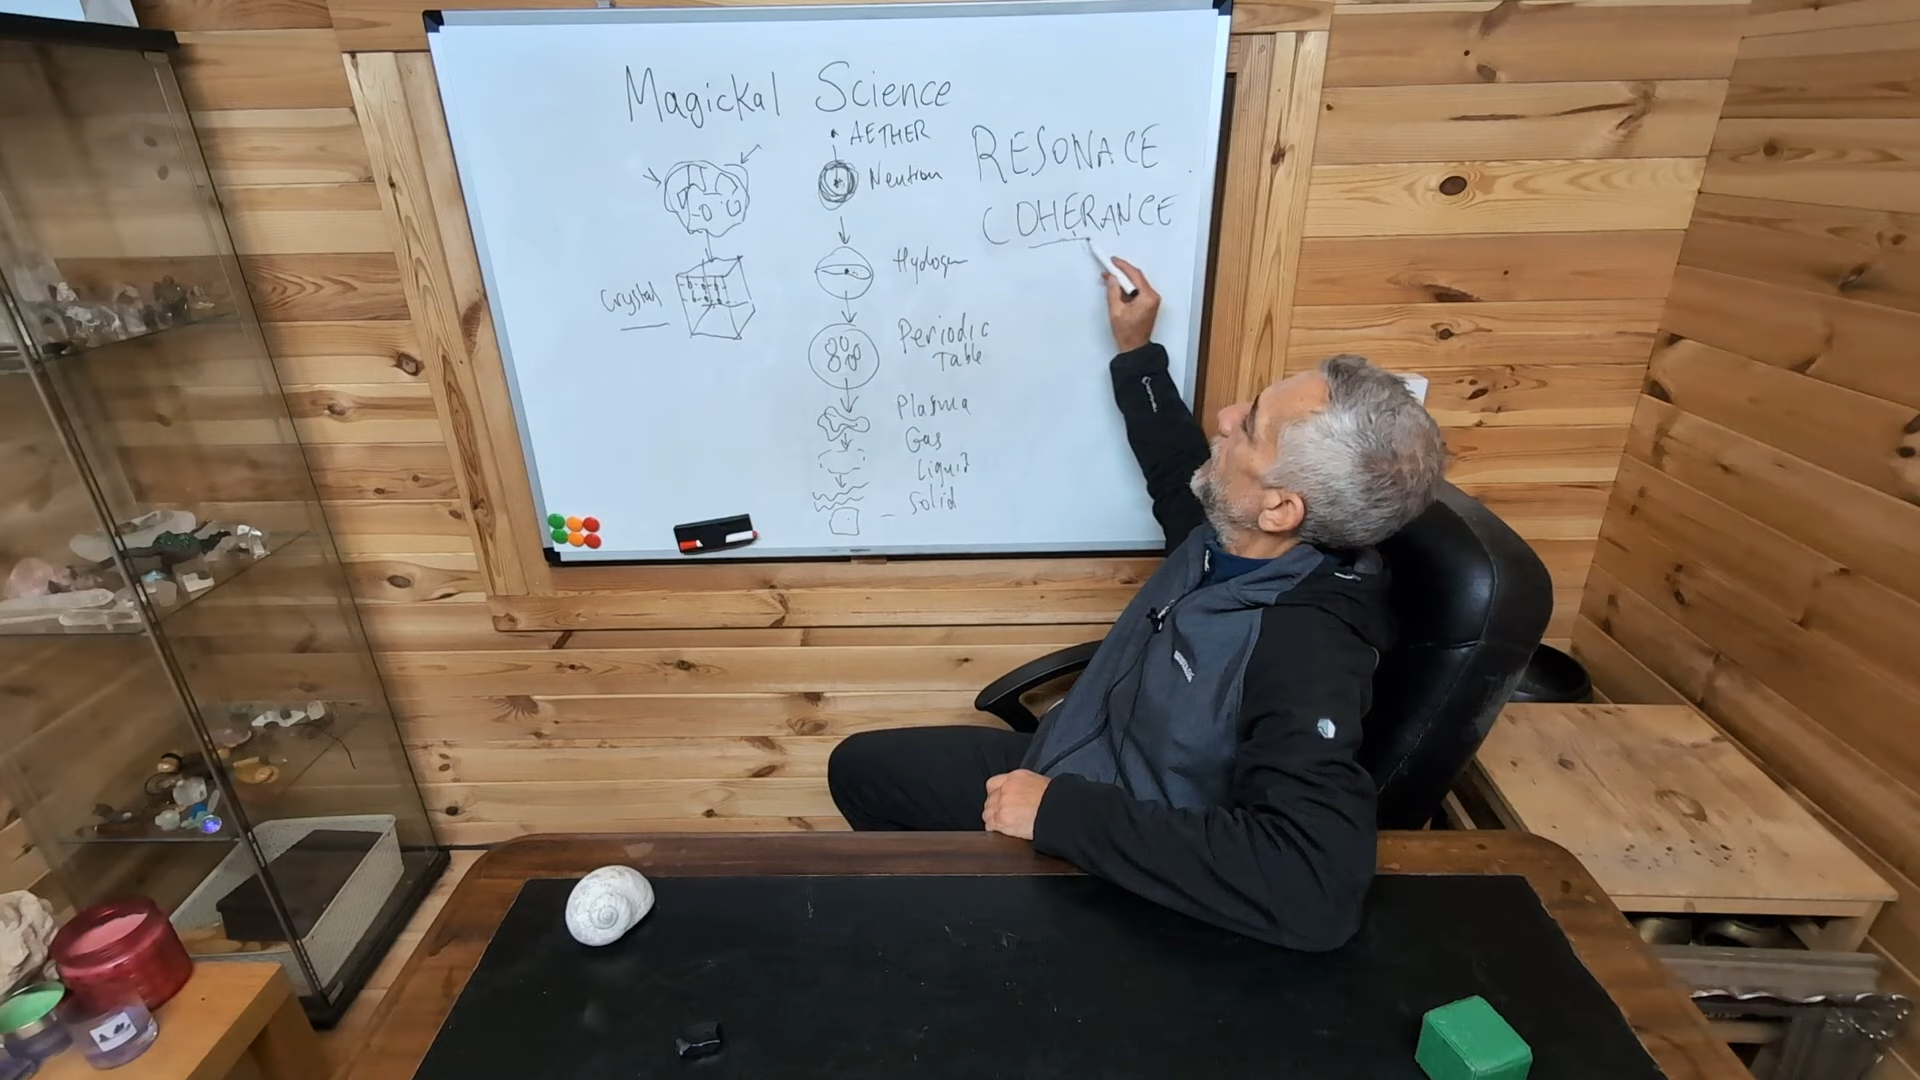 Magickal Science
AETHER
Neutron
RESONACE
COHERANCE
Hydrogen
Crystal
Periodic
Table
Plasma
Gas
Liquid
Solid